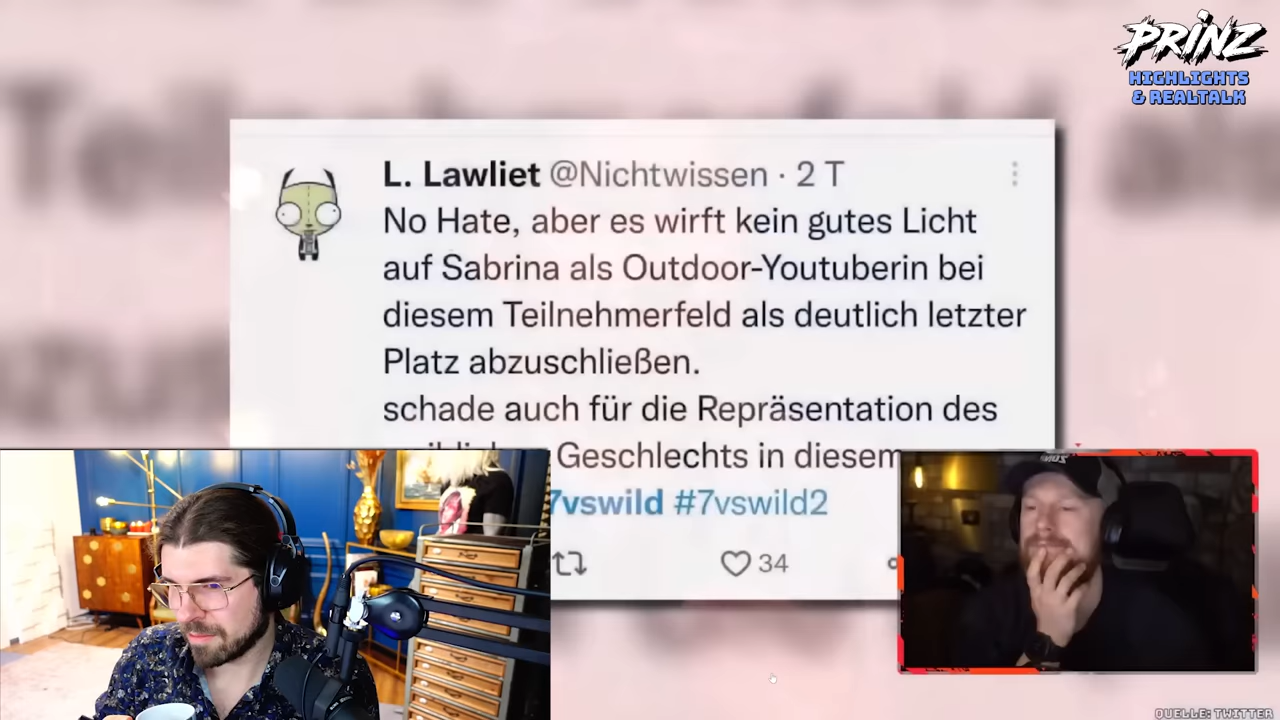 PRINZ
HIGHLIGHTS
& REALTALK
L. Lawliet @Nichtwissen · 2 T
No Hate, aber es wirft kein gutes Licht
auf Sabrina als Outdoor-Youtuberin bei
diesem Teilnehmerfeld als deutlich letzter
Platz abzuschließen.
schade auch für die Repräsentation des
Geschlechts in diesem
7vswild #7vswild2
34
QUELLE: TWITTER